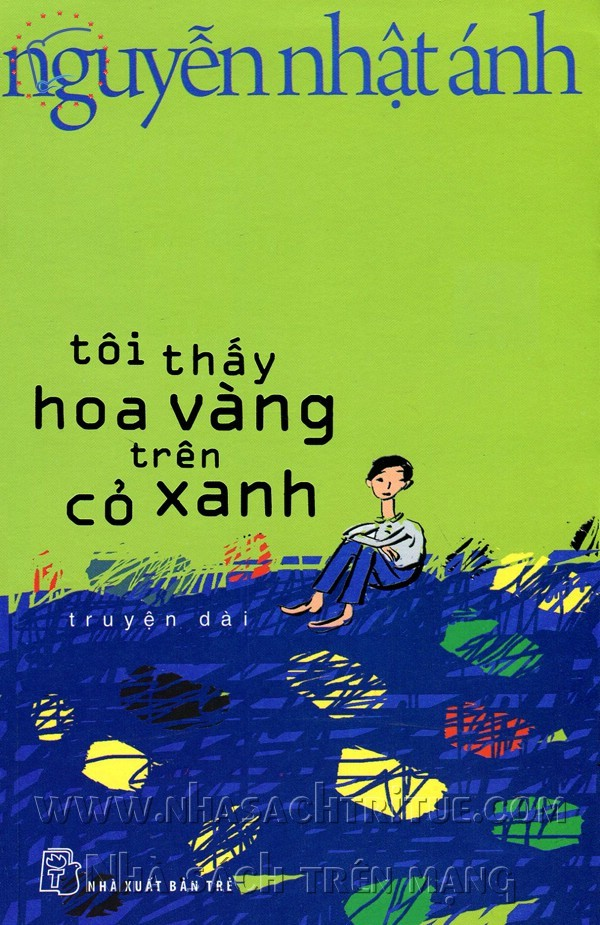 nguyễn nhật ánh
tôi thấy
hoa vàng
trên
cỏ xanh
truyện dài
WWW.NHASACHTRITUE.COM
NHÀ SÁCH TRÊN MẠNG
NHÀ XUẤT BẢN TRẺ